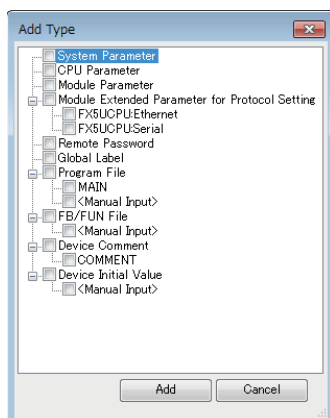 Add Type
System Parameter
CPU Parameter
Module Parameter
Module Extended Parameter for Protocol Setting
FX5UCPU:Ethernet
FX5UCPU:Serial
Remote Password
Global Label
Program File
MAIN
<Manual Input>
FB/FUN File
<Manual Input>
Device Comment
COMMENT
Device Initial Value
<Manual Input>
Add Cancel